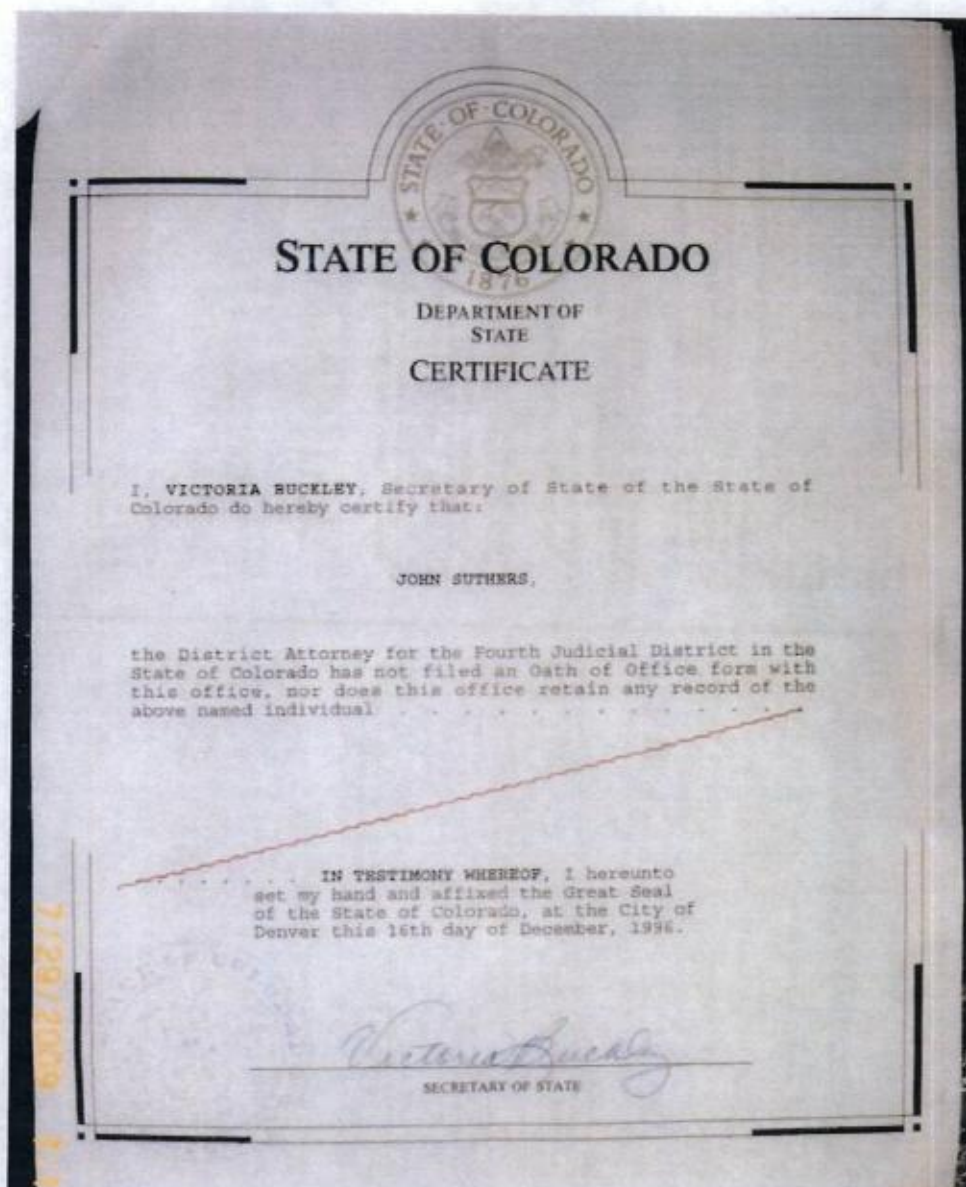 STATE OF COLORADO
1876
STATE OF COLORADO
DEPARTMENT OF
STATE
CERTIFICATE
I, VICTORIA BUCKLEY, Secretary of State of the State of
Colorado do hereby certify that:
JOHN SUTHERS,
the District Attorney for the Fourth Judicial District in the
State of Colorado has not filed an Oath of Office form with
this office, nor does this office retain any record of the
above named individual . . . . . . . . . . . . . .
. . . . . . . IN TESTIMONY WHEREOF, I hereunto
set my hand and affixed the Great Seal
of the State of Colorado, at the City of
Denver this 16th day of December, 1996.
Victoria Buckley
SECRETARY OF STATE
7/29/2009